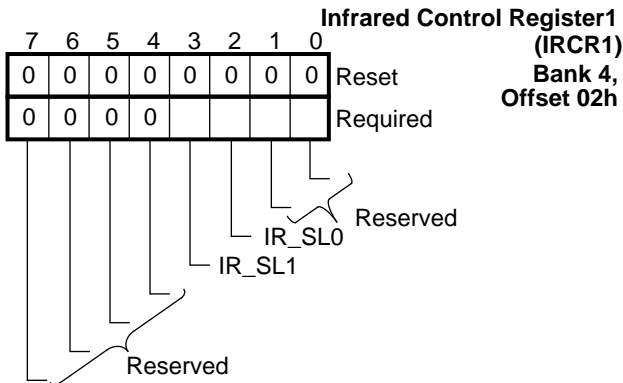 Infrared Control Register1
(IRCR1)
Bank 4,
Offset 02h
7 6 5 4 3 2 1 0
0 0 0 0 0 0 0 0 Reset
0 0 0 0 Required
Reserved
IR_SL0
IR_SL1
Reserved